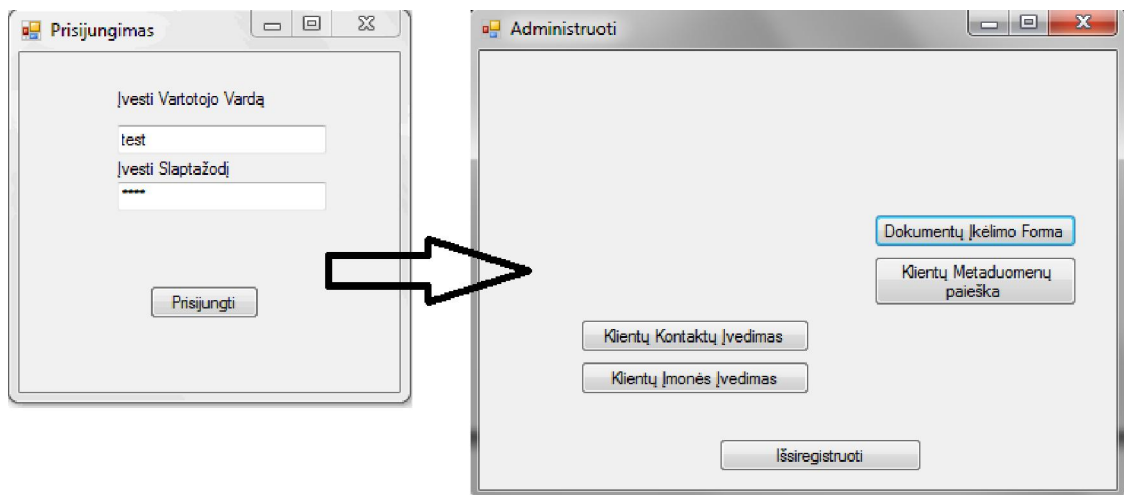 Prisijungimas
Įvesti Vartotojo Vardą
test
Įvesti Slaptažodį
****
Prisijungti
Administruoti
Dokumentų Įkėlimo Forma
Klientų Metaduomenų
paieška
Klientų Kontaktų Įvedimas
Klientų Įmonės Įvedimas
Išsiregistruoti